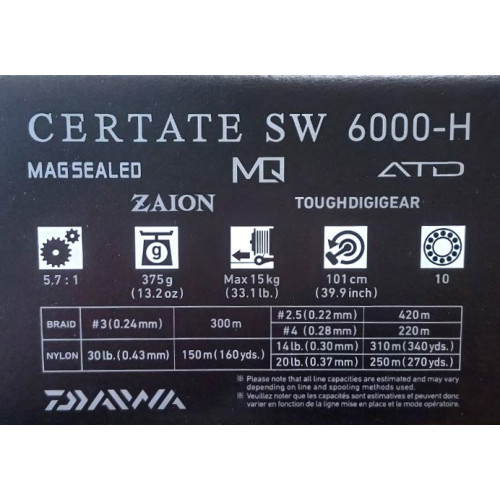 CERTATE SW 6000-H
MAGSEALED MQ ATD
ZAION TOUGHDIGIGEAR
g
5.7 : 1 375g Max 15kg 101cm 10
(13.2oz) (33.1lb.) (39.9inch)
BRAID #3(0.24mm) 300m #2.5(0.22mm) 420m
#4 (0.28mm) 220m
NYLON 30lb.(0.43mm) 150m(160yds.) 14lb.(0.30mm) 310m(340yds.)
20lb.(0.37mm) 250m(270yds.)
※Please note that all line capacities are estimated and may vary
depending on line and spooling methods used.
※Veuillez noter que les capacités sont estimatives et peuvent donc
varier en fonction de la ligne mise en place et le mode opératoire.
DAIWA